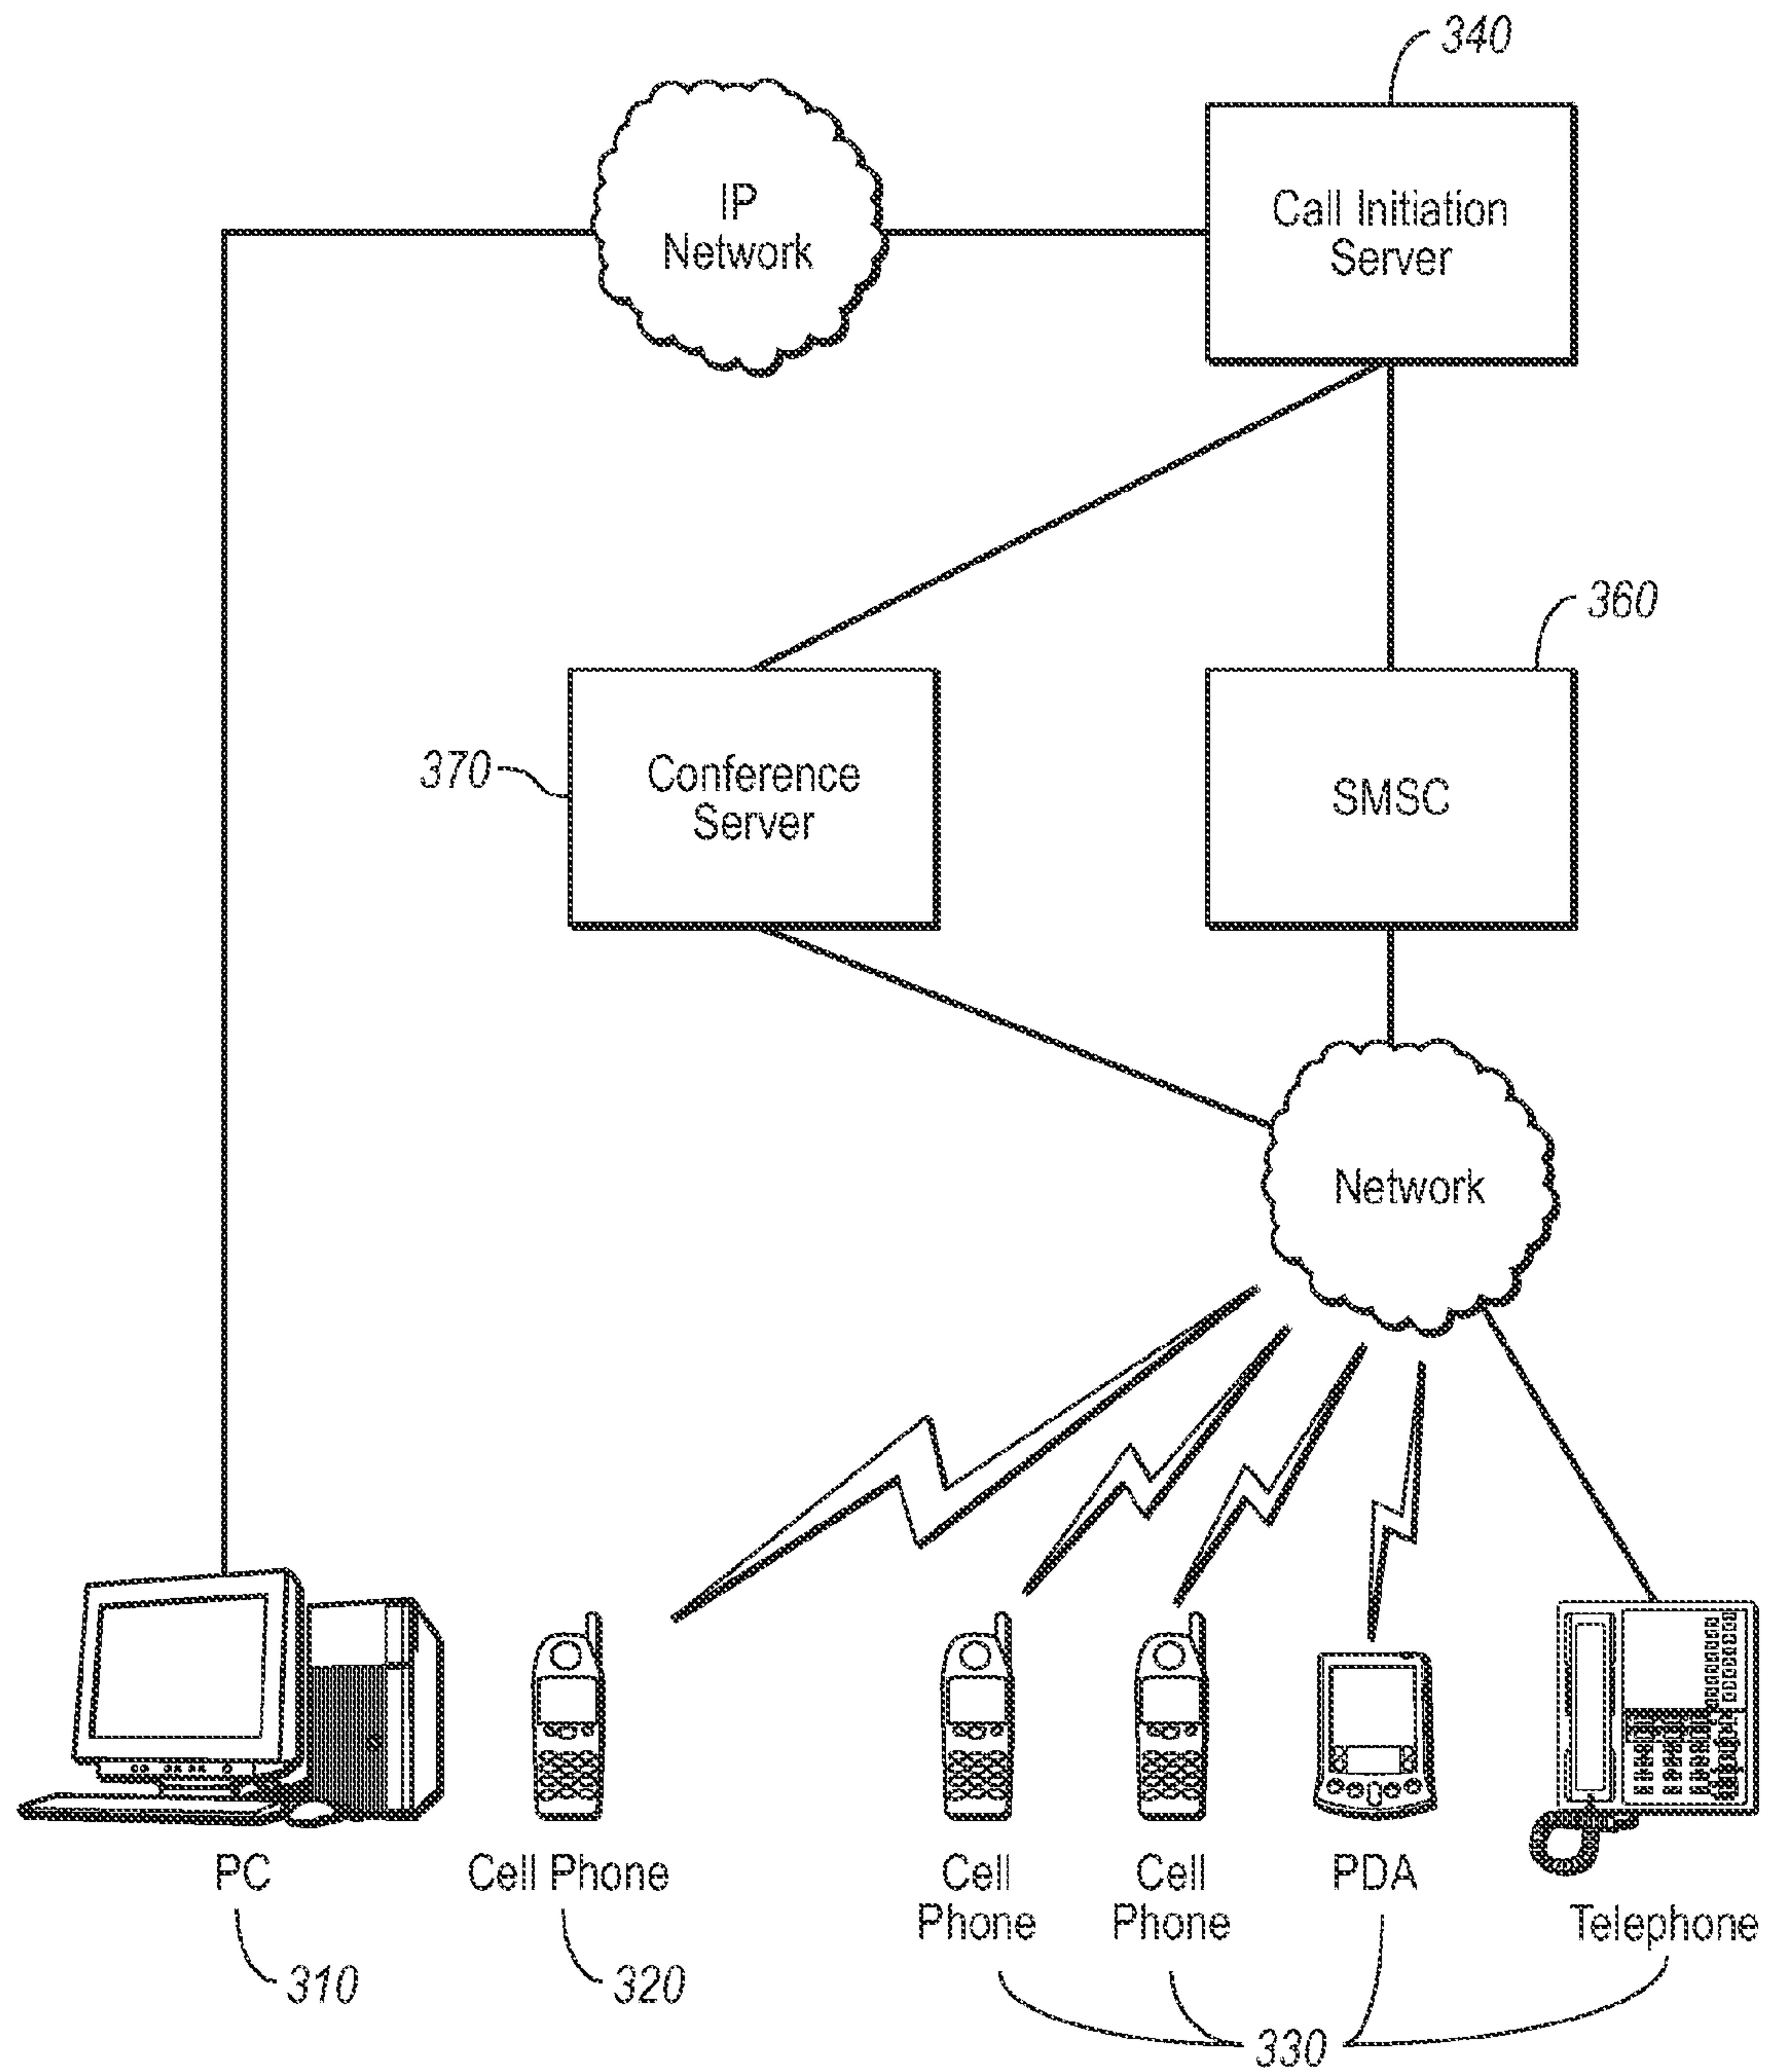 340
IP
Network
Call Initiation
Server
360
370
Conference
Server
SMSC
Network
PC
Cell Phone
Cell
Phone
Cell
Phone
PDA
Telephone
310
320
330